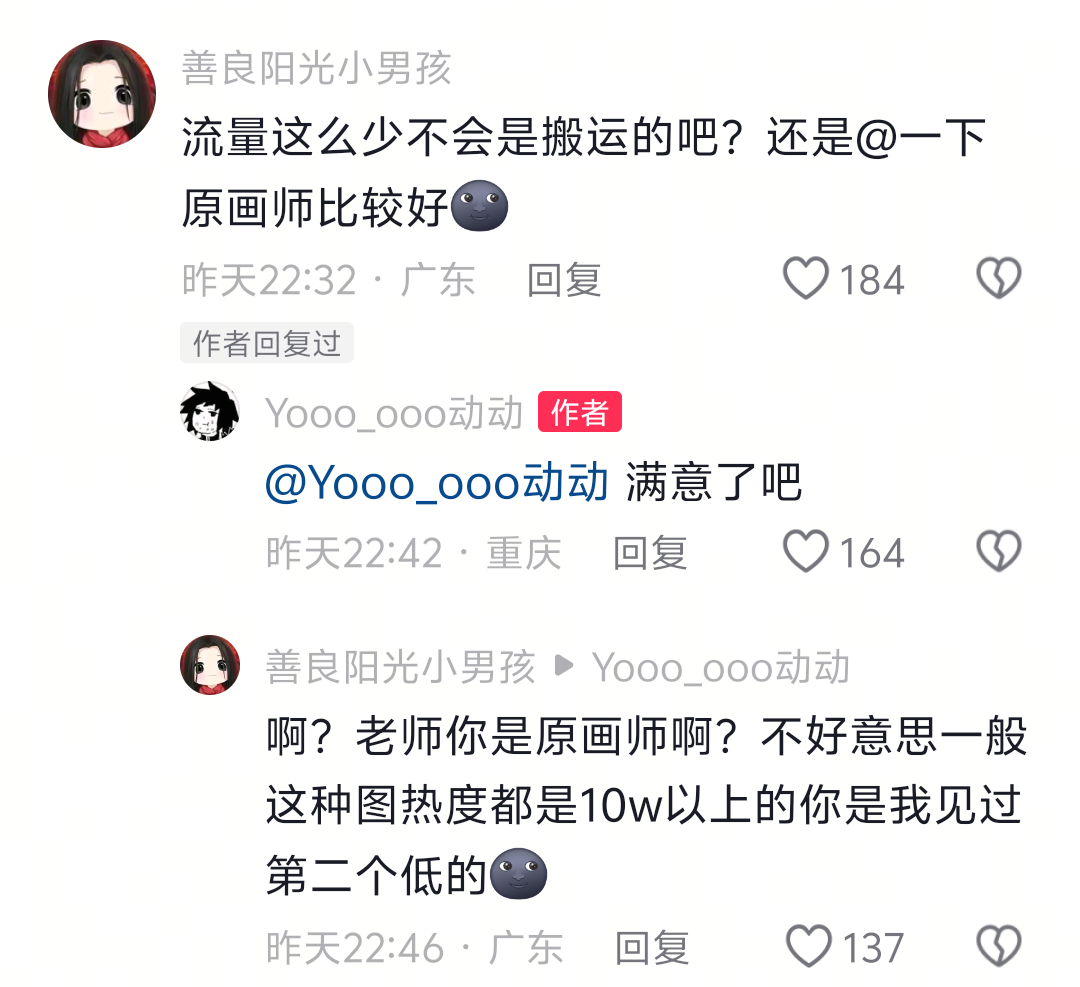 善良阳光小男孩
流量这么少不会是搬运的吧？还是@一下
原画师比较好🌚
昨天22:32 · 广东 回复 184
作者回复过
Yooo_ooo动动 作者
@Yooo_ooo动动 满意了吧
昨天22:42 · 重庆 回复 164
善良阳光小男孩 ▶ Yooo_ooo动动
啊？老师你是原画师啊？不好意思一般
这种图热度都是10w以上的你是我见过
第二个低的🌚
昨天22:46 · 广东 回复 137